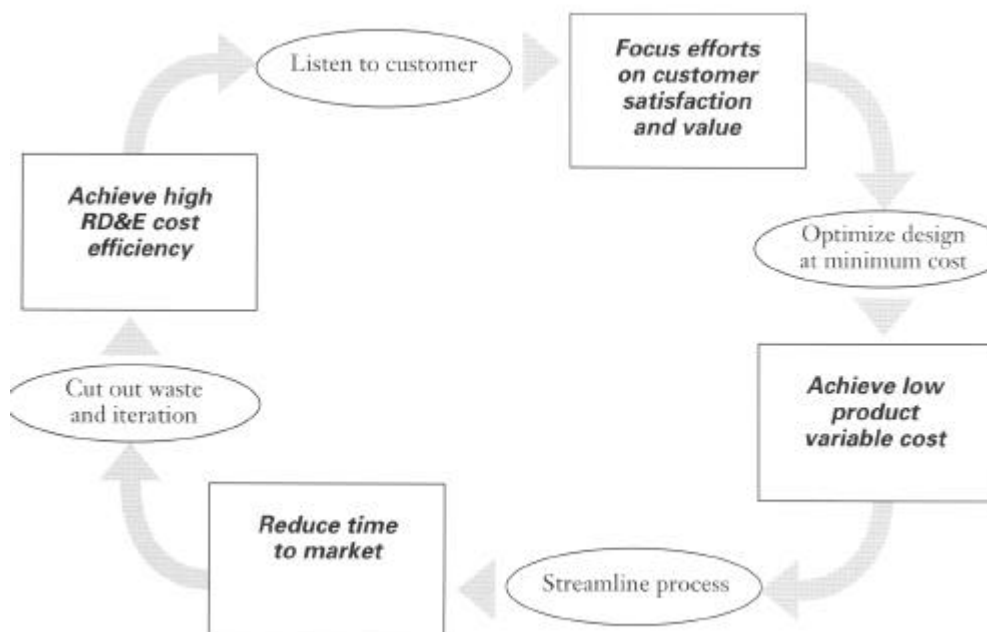 Listen to customer
Focus efforts
on customer
satisfaction
and value
Optimize design
at minimum cost
Achieve low
product
variable cost
Streamline process
Reduce time
to market
Cut out waste
and iteration
Achieve high
RD&E cost
efficiency